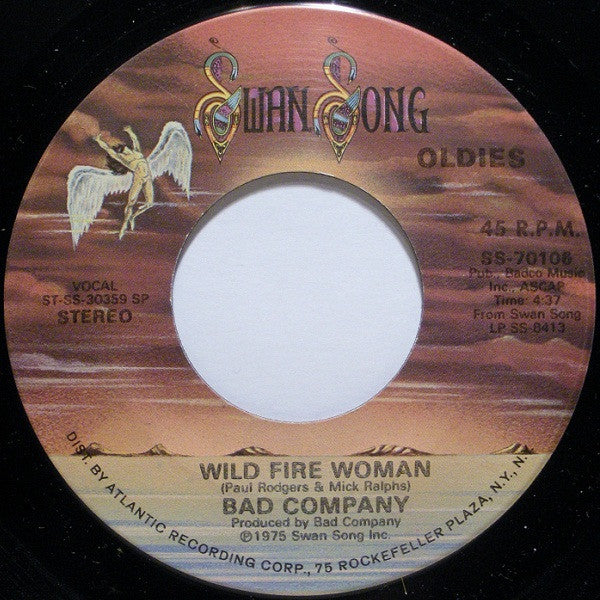 SWAN SONG
OLDIES
45 R.P.M.
SS-70106
Pub., Badco Music
Inc., ASCAP
Time: 4:37
From Swan Song
LP SS-8413
VOCAL
ST-SS-30359 SP
STEREO
WILD FIRE WOMAN
(Paul Rodgers & Mick Ralphs)
BAD COMPANY
Produced by Bad Company
©1975 Swan Song Inc.
DIST. BY ATLANTIC RECORDING CORP., 75 ROCKEFELLER PLAZA, N.Y., N.